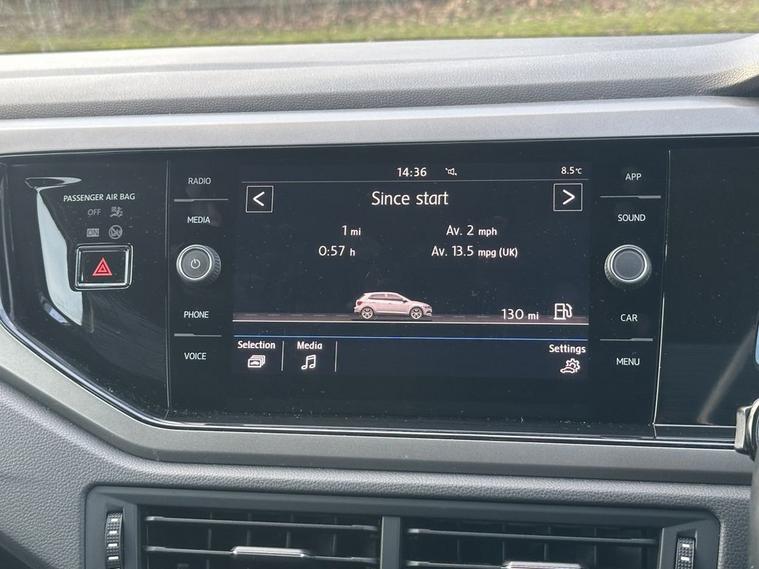 PASSENGER AIR BAG
OFF
ON
RADIO
MEDIA
PHONE
VOICE
14:36
8.5°C
Since start
1 mi
Av. 2 mph
0:57 h
Av. 13.5 mpg (UK)
130 mi
Selection
Media
Settings
APP
SOUND
CAR
MENU